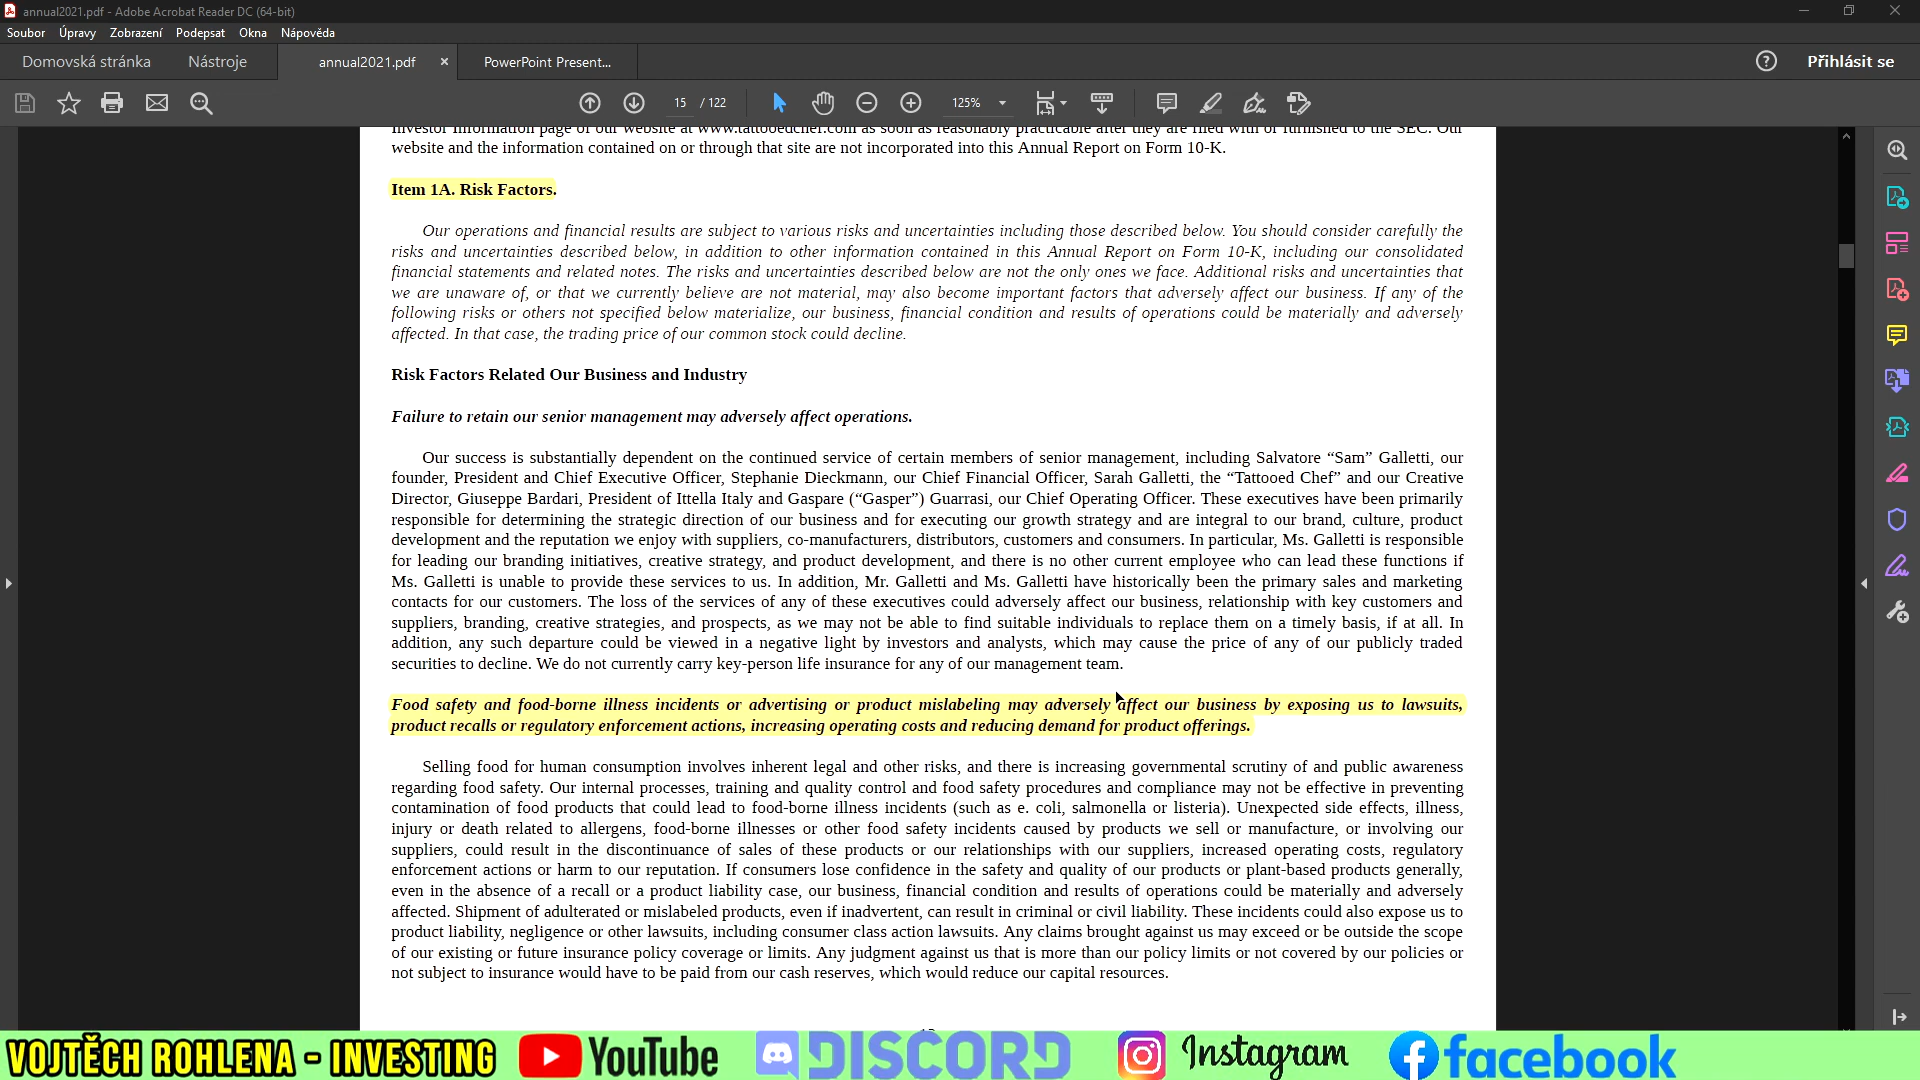 annual2021.pdf - Adobe Acrobat Reader DC (64-bit)
Soubor Úpravy Zobrazení Podepsat Okna Nápověda
Domovská stránka Nástroje annual2021.pdf × PowerPoint Present... ? Přihlásit se
15 / 122 125%
Investor Information page of our website at www.tattooedchef.com as soon as reasonably practicable after they are filed with or furnished to the SEC. Our
website and the information contained on or through that site are not incorporated into this Annual Report on Form 10-K.
Item 1A. Risk Factors.
Our operations and financial results are subject to various risks and uncertainties including those described below. You should consider carefully the
risks and uncertainties described below, in addition to other information contained in this Annual Report on Form 10-K, including our consolidated
financial statements and related notes. The risks and uncertainties described below are not the only ones we face. Additional risks and uncertainties that
we are unaware of, or that we currently believe are not material, may also become important factors that adversely affect our business. If any of the
following risks or others not specified below materialize, our business, financial condition and results of operations could be materially and adversely
affected. In that case, the trading price of our common stock could decline.
Risk Factors Related Our Business and Industry
Failure to retain our senior management may adversely affect operations.
Our success is substantially dependent on the continued service of certain members of senior management, including Salvatore “Sam” Galletti, our
founder, President and Chief Executive Officer, Stephanie Dieckmann, our Chief Financial Officer, Sarah Galletti, the “Tattooed Chef” and our Creative
Director, Giuseppe Bardari, President of Ittella Italy and Gaspare (“Gasper”) Guarrasi, our Chief Operating Officer. These executives have been primarily
responsible for determining the strategic direction of our business and for executing our growth strategy and are integral to our brand, culture, product
development and the reputation we enjoy with suppliers, co-manufacturers, distributors, customers and consumers. In particular, Ms. Galletti is responsible
for leading our branding initiatives, creative strategy, and product development, and there is no other current employee who can lead these functions if
Ms. Galletti is unable to provide these services to us. In addition, Mr. Galletti and Ms. Galletti have historically been the primary sales and marketing
contacts for our customers. The loss of the services of any of these executives could adversely affect our business, relationship with key customers and
suppliers, branding, creative strategies, and prospects, as we may not be able to find suitable individuals to replace them on a timely basis, if at all. In
addition, any such departure could be viewed in a negative light by investors and analysts, which may cause the price of any of our publicly traded
securities to decline. We do not currently carry key-person life insurance for any of our management team.
Food safety and food-borne illness incidents or advertising or product mislabeling may adversely affect our business by exposing us to lawsuits,
product recalls or regulatory enforcement actions, increasing operating costs and reducing demand for product offerings.
Selling food for human consumption involves inherent legal and other risks, and there is increasing governmental scrutiny of and public awareness
regarding food safety. Our internal processes, training and quality control and food safety procedures and compliance may not be effective in preventing
contamination of food products that could lead to food-borne illness incidents (such as e. coli, salmonella or listeria). Unexpected side effects, illness,
injury or death related to allergens, food-borne illnesses or other food safety incidents caused by products we sell or manufacture, or involving our
suppliers, could result in the discontinuance of sales of these products or our relationships with our suppliers, increased operating costs, regulatory
enforcement actions or harm to our reputation. If consumers lose confidence in the safety and quality of our products or plant-based products generally,
even in the absence of a recall or a product liability case, our business, financial condition and results of operations could be materially and adversely
affected. Shipment of adulterated or mislabeled products, even if inadvertent, can result in criminal or civil liability. These incidents could also expose us to
product liability, negligence or other lawsuits, including consumer class action lawsuits. Any claims brought against us may exceed or be outside the scope
of our existing or future insurance policy coverage or limits. Any judgment against us that is more than our policy limits or not covered by our policies or
not subject to insurance would have to be paid from our cash reserves, which would reduce our capital resources.
VOJTĚCH ROHLENA - INVESTING YouTube DISCORD Instagram facebook